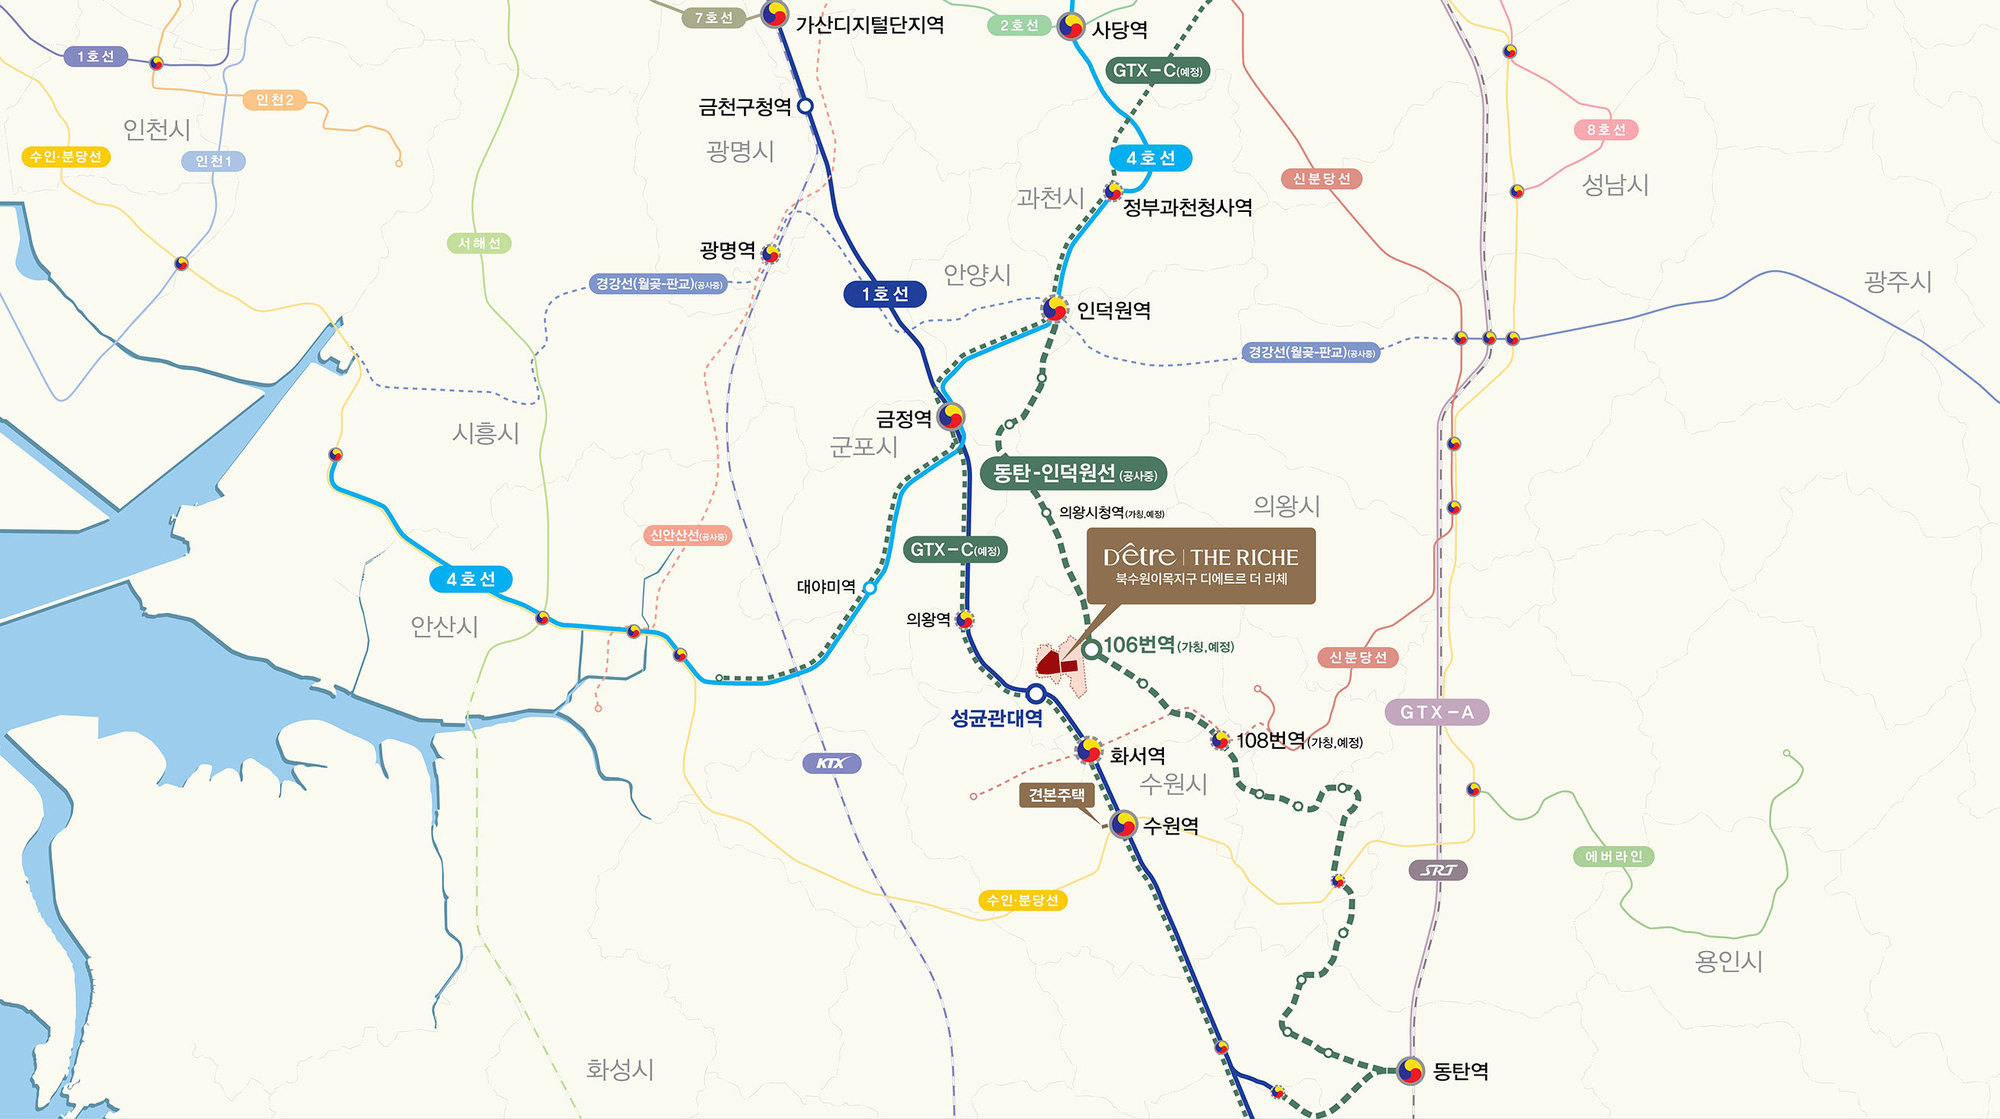 7호선
가산디지털단지역
2호선
사당역
1호선
GTX-C(예정)
인천2
금천구청역
인천시
8호선
수인·분당선
인천1
광명시
4호선
신분당선
성남시
과천시
정부과천청사역
서해선
광명역
안양시
경강선(월곶-판교)(공사중)
1호선
광주시
인덕원역
경강선(월곶-판교)(공사중)
금정역
시흥시
군포시
동탄-인덕원선(공사중)
의왕시
의왕시청역(가칭,예정)
신안산선(공사중)
GTX-C(예정)
D'être | THE RICHE
북수원이목지구 디에트르 더 리체
4호선
대야미역
안산시
의왕역
106번역(가칭,예정)
신분당선
성균관대역
GTX-A
108번역(가칭,예정)
화서역
KTX
수원시
견본주택
수원역
에버라인
SRT
수인·분당선
용인시
화성시
동탄역